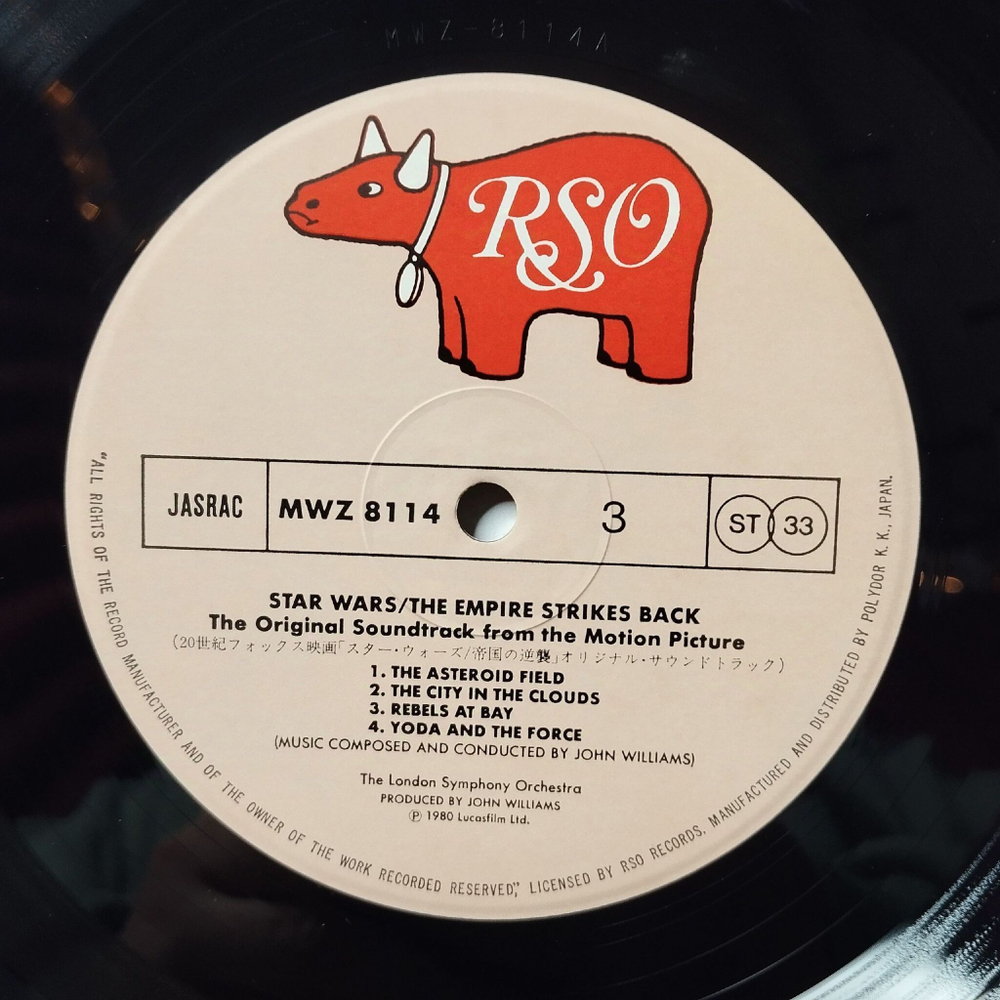 MWZ-8114A
RSO
JASRAC
MWZ 8114
3
ST 33
STAR WARS/THE EMPIRE STRIKES BACK
The Original Soundtrack from the Motion Picture
(20世紀フォックス映画「スター・ウォーズ/帝国の逆襲」オリジナル・サウンドトラック)
1. THE ASTEROID FIELD
2. THE CITY IN THE CLOUDS
3. REBELS AT BAY
4. YODA AND THE FORCE
(MUSIC COMPOSED AND CONDUCTED BY JOHN WILLIAMS)
The London Symphony Orchestra
PRODUCED BY JOHN WILLIAMS
Ⓟ 1980 Lucasfilm Ltd.
"ALL RIGHTS OF THE RECORD MANUFACTURER AND OF THE OWNER OF THE WORK RECORDED RESERVED," LICENSED BY RSO RECORDS, MANUFACTURED AND DISTRIBUTED BY POLYDOR K. K., JAPAN.